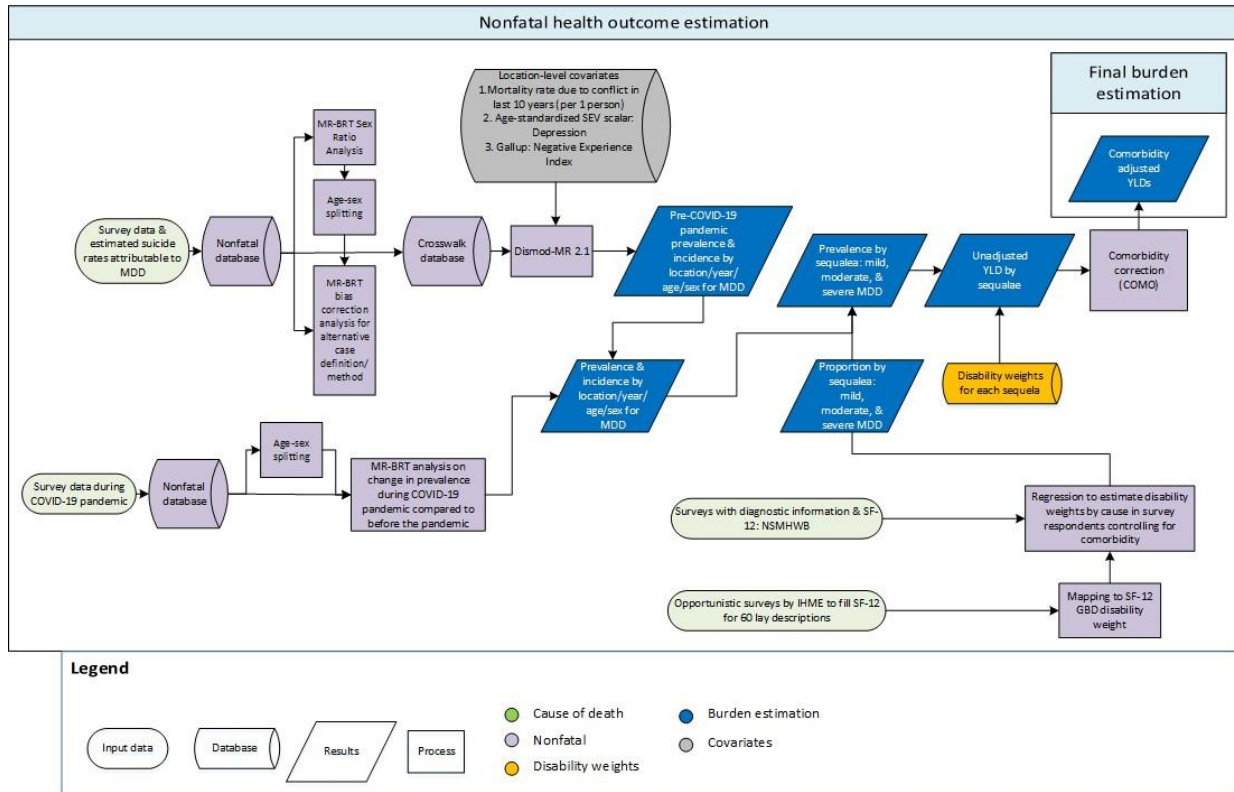 Nonfatal health outcome estimation
Location-level covariates
1.Mortality rate due to conflict in
last 10 years (per 1 person)
2. Age-standardized SEV scalar:
Depression
3. Gallup: Negative Experience
Index
Final burden
estimation
MR-BRT Sex
Ratio
Analysis
Comorbidity
adjusted
YLDs
Age-sex
splitting
Survey data &
estimated suicide
rates attributable to
MDD
Nonfatal
database
Crosswalk
database
Dismod-MR 2.1
Pre-COVID-19
pandemic
prevalence &
incidence by
location/year/
age/sex for MDD
Prevalence by
sequalea: mild,
moderate, &
severe MDD
Unadjusted
YLD by
sequalae
Comorbidity
correction
(COMO)
MR-BRT
bias
correction
analysis for
alternative
case
definition/
method
Prevalence &
incidence by
location/year/
age/sex for
MDD
Proportion by
sequalea:
mild,
moderate, &
severe MDD
Disability weights
for each sequela
Age-sex
splitting
Survey data during
COVID-19 pandemic
Nonfatal
database
MR-BRT analysis on
change in prevalence
during COVID-19
pandemic compared to
before the pandemic
Surveys with diagnostic information & SF-
12: NSMHWB
Regression to estimate disability
weights by cause in survey
respondents controlling for
comorbidity
Opportunistic surveys by IHME to fill SF-12
for 60 lay descriptions
Mapping to SF-12
GBD disability
weight
Legend
Input data
Database
Results
Process
Cause of death
Nonfatal
Disability weights
Burden estimation
Covariates